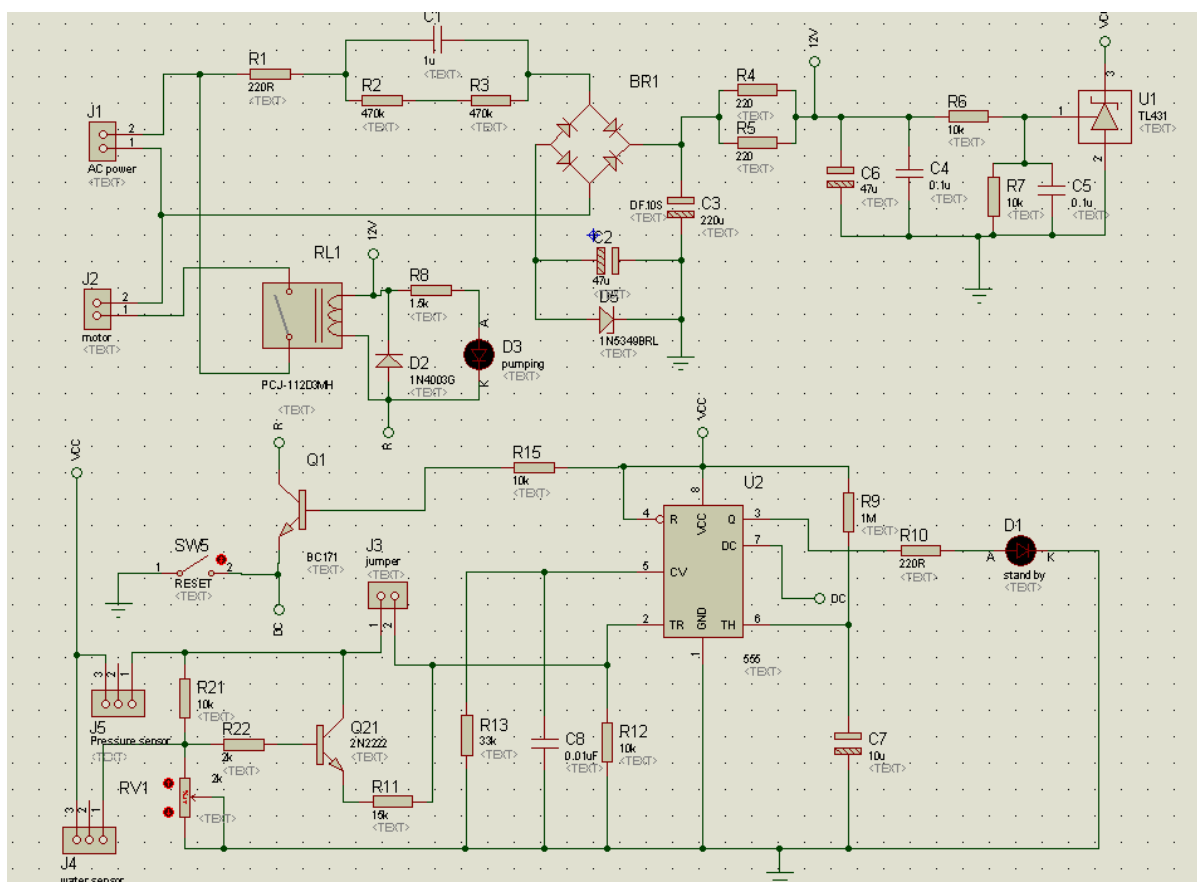 C1
1u
<TEXT>
R1
220R
<TEXT>
R2
470k
<TEXT>
R3
470k
<TEXT>
BR1
DF10S
<TEXT>
J1
2
1
AC power
<TEXT>
R4
220
<TEXT>
R5
220
<TEXT>
12V
C3
220u
<TEXT>
C2
47u
<TEXT>
D5
1N5349BRL
<TEXT>
C6
47u
<TEXT>
C4
0.1u
<TEXT>
R6
10k
<TEXT>
R7
10k
<TEXT>
C5
0.1u
<TEXT>
VCC
3
1
2
U1
TL431
<TEXT>
J2
2
1
motor
<TEXT>
RL1
PCJ-112D3MH
<TEXT>
12V
R8
1.5k
<TEXT>
D2
1N4003G
<TEXT>
A
K
D3
pumping
<TEXT>
R
VCC
R
Q1
BC171
<TEXT>
SW5
1
2
RESET
<TEXT>
DC
J3
jumper
<TEXT>
1
2
R15
10k
<TEXT>
VCC
U2
8
4
R
VCC
Q
3
DC
7
5
CV
2
TR
GND
TH
6
1
555
<TEXT>
DC
R9
1M
<TEXT>
R10
220R
<TEXT>
D1
A
K
stand by
<TEXT>
3
2
1
J5
Pressure sensor
<TEXT>
R21
10k
<TEXT>
R22
2k
<TEXT>
Q21
2N2222
<TEXT>
R11
15k
<TEXT>
RV1
2k
<TEXT>
R13
33k
<TEXT>
C8
0.01uF
<TEXT>
R12
10k
<TEXT>
C7
10u
<TEXT>
3
2
1
J4
water sensor